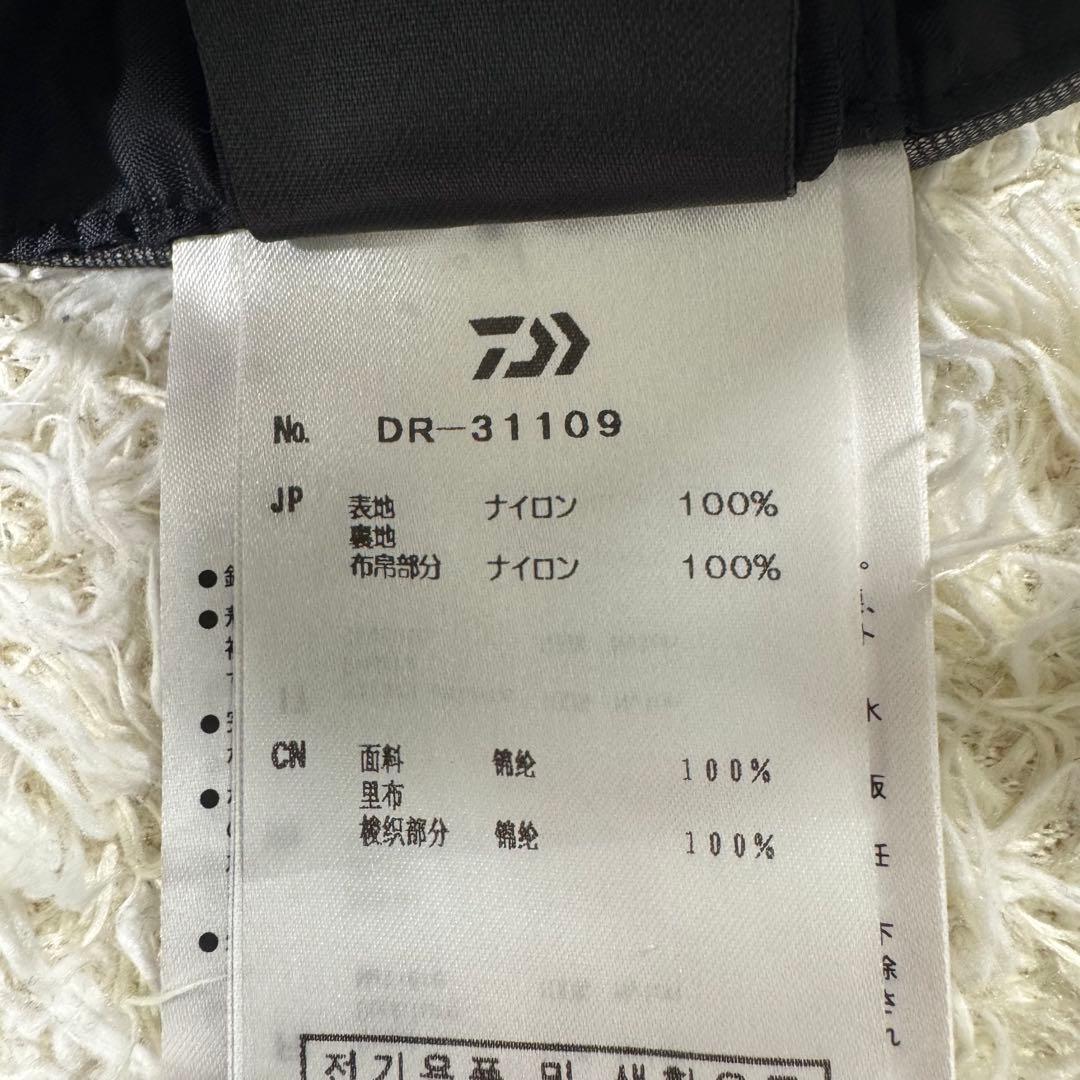 No. DR-31109
JP 表地 ナイロン 100%
裏地
布帛部分 ナイロン 100%
CN 面料 锦纶 100%
里布
梭织部分 锦纶 100%